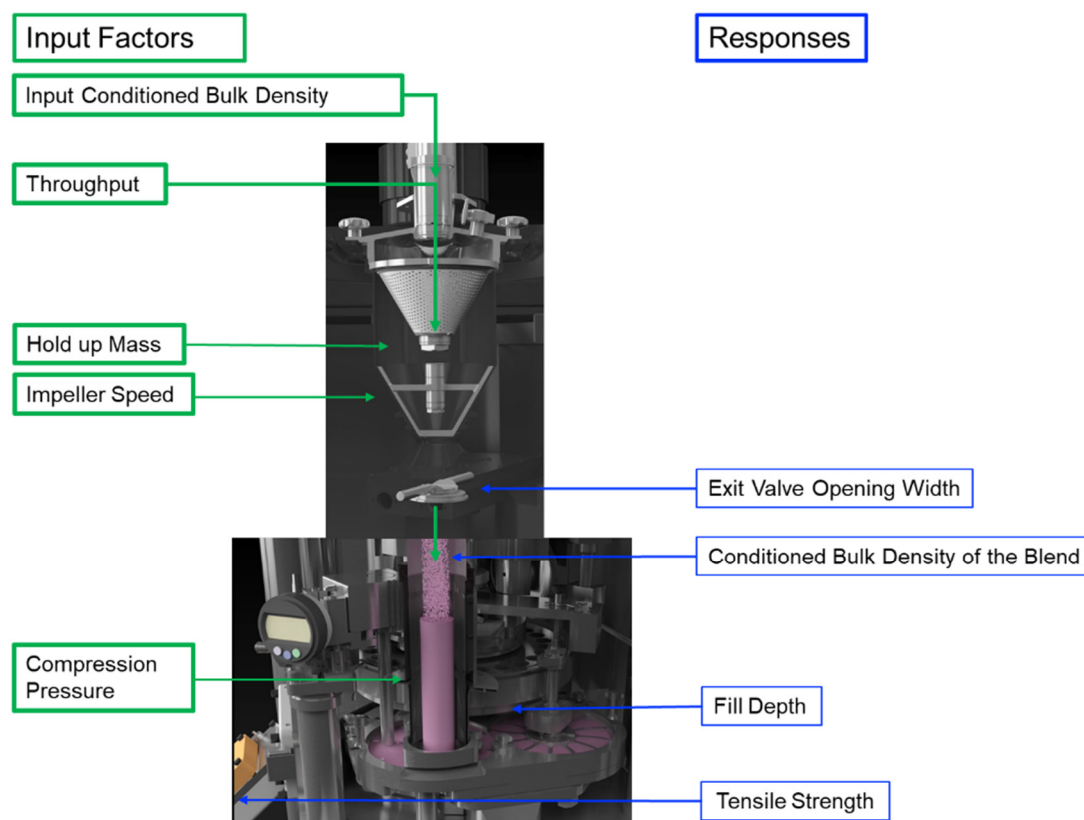 Input Factors
Responses
Input Conditioned Bulk Density
Throughput
Hold up Mass
Impeller Speed
Exit Valve Opening Width
Conditioned Bulk Density of the Blend
Compression
Pressure
Fill Depth
Tensile Strength